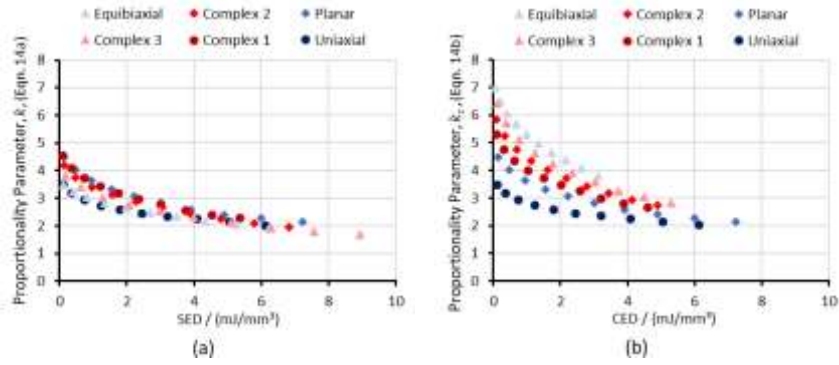 Equibiaxial Complex 2 Planar
Complex 3 Complex 1 Uniaxial
Proportionality Parameter, k, (Eqn. 14a)
8
7
6
5
4
3
2
1
0
0 2 4 6 8 10
SED / (mJ/mm³)
(a)
Equibiaxial Complex 2 Planar
Complex 3 Complex 1 Uniaxial
Proportionality Parameter, kz, (Eqn. 14b)
8
7
6
5
4
3
2
1
0
0 2 4 6 8 10
CED / (mJ/mm³)
(b)